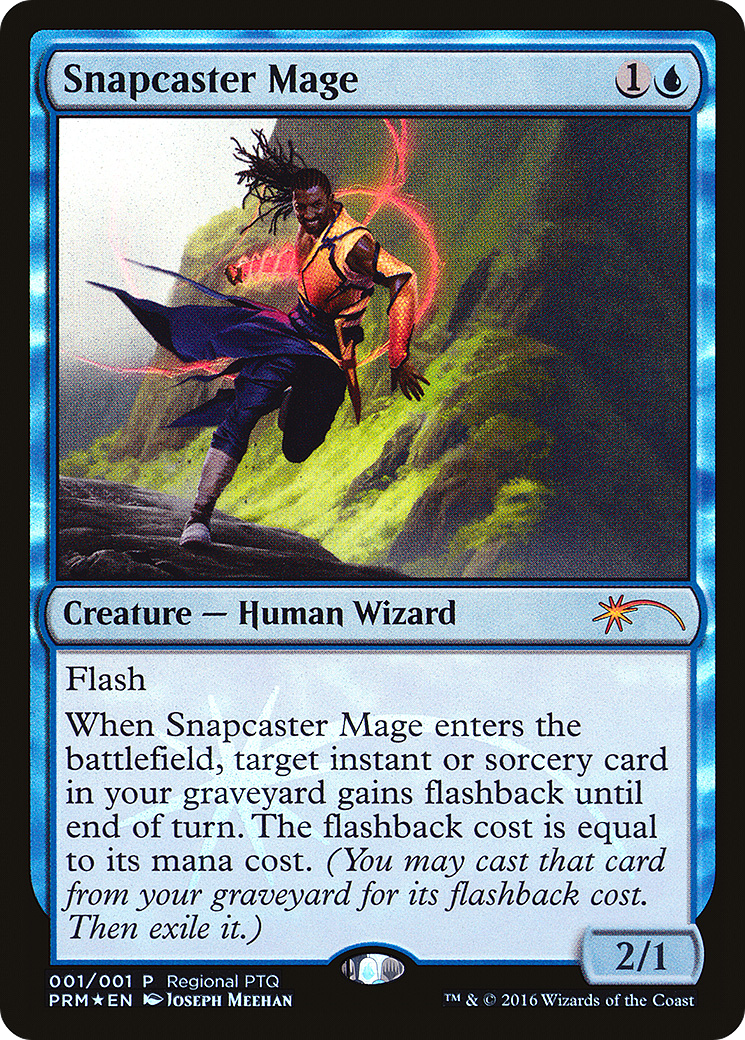 Snapcaster Mage 1
Creature — Human Wizard
Flash
When Snapcaster Mage enters the
battlefield, target instant or sorcery card
in your graveyard gains flashback until
end of turn. The flashback cost is equal
to its mana cost. (You may cast that card
from your graveyard for its flashback cost.
Then exile it.)
2/1
001/001 P Regional PTQ
PRM★EN Joseph Meehan ™ & © 2016 Wizards of the Coast